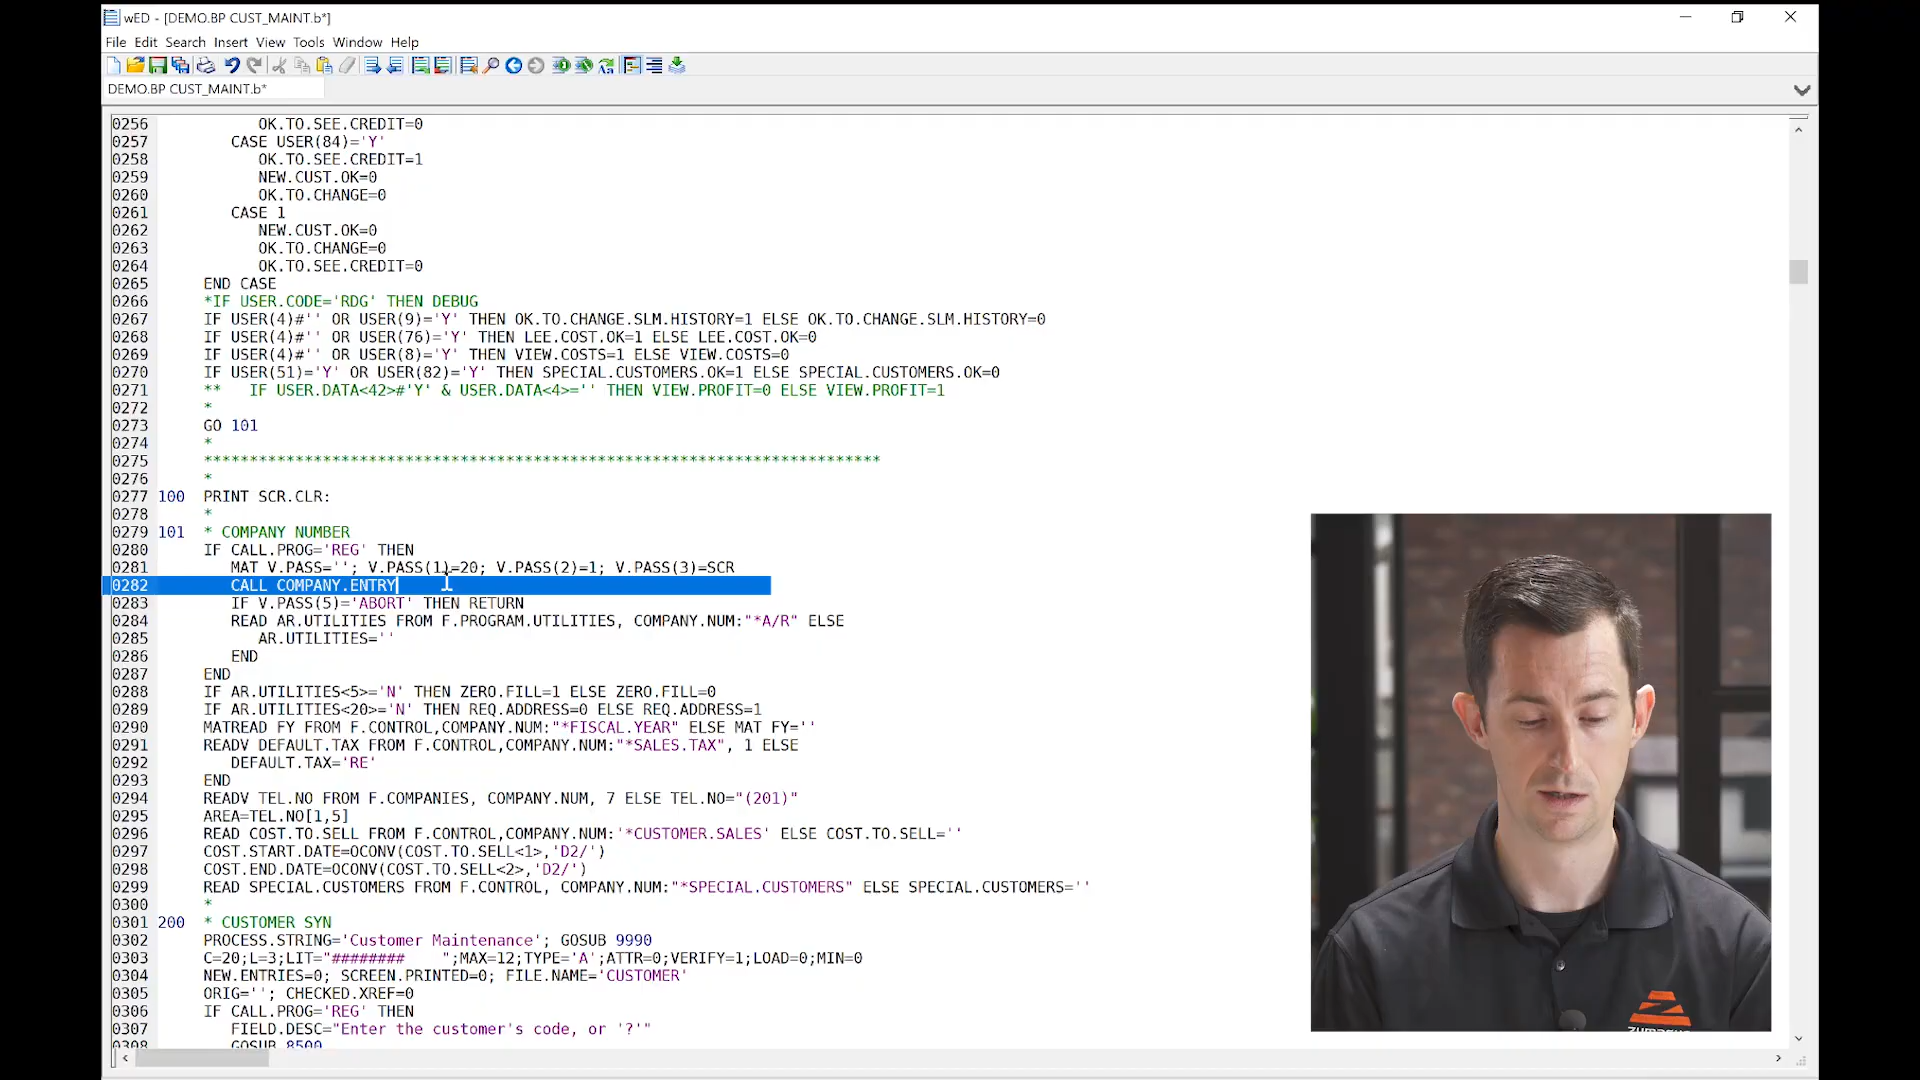 wED - [DEMO.BP CUST_MAINT.b*]
File Edit Search Insert View Tools Window Help
DEMO.BP CUST_MAINT.b*
0256 OK.TO.SEE.CREDIT=0
0257 CASE USER(84)='Y'
0258 OK.TO.SEE.CREDIT=1
0259 NEW.CUST.OK=0
0260 OK.TO.CHANGE=0
0261 CASE 1
0262 NEW.CUST.OK=0
0263 OK.TO.CHANGE=0
0264 OK.TO.SEE.CREDIT=0
0265 END CASE
0266 *IF USER.CODE='RDG' THEN DEBUG
0267 IF USER(4)#'' OR USER(9)='Y' THEN OK.TO.CHANGE.SLM.HISTORY=1 ELSE OK.TO.CHANGE.SLM.HISTORY=0
0268 IF USER(4)#'' OR USER(76)='Y' THEN LEE.COST.OK=1 ELSE LEE.COST.OK=0
0269 IF USER(4)#'' OR USER(8)='Y' THEN VIEW.COSTS=1 ELSE VIEW.COSTS=0
0270 IF USER(51)='Y' OR USER(82)='Y' THEN SPECIAL.CUSTOMERS.OK=1 ELSE SPECIAL.CUSTOMERS.OK=0
0271 ** IF USER.DATA<42>#'Y' & USER.DATA<4>='' THEN VIEW.PROFIT=0 ELSE VIEW.PROFIT=1
0272 *
0273 GO 101
0274 *
0275 **************************************************************************
0276 *
0277 100 PRINT SCR.CLR:
0278 *
0279 101 * COMPANY NUMBER
0280 IF CALL.PROG='REG' THEN
0281 MAT V.PASS=''; V.PASS(1)=20; V.PASS(2)=1; V.PASS(3)=SCR
0282 CALL COMPANY.ENTRY
0283 IF V.PASS(5)='ABORT' THEN RETURN
0284 READ AR.UTILITIES FROM F.PROGRAM.UTILITIES, COMPANY.NUM:"*A/R" ELSE
0285 AR.UTILITIES=''
0286 END
0287 END
0288 IF AR.UTILITIES<5>='N' THEN ZERO.FILL=1 ELSE ZERO.FILL=0
0289 IF AR.UTILITIES<20>='N' THEN REQ.ADDRESS=0 ELSE REQ.ADDRESS=1
0290 MATREAD FY FROM F.CONTROL,COMPANY.NUM:"*FISCAL.YEAR" ELSE MAT FY=''
0291 READV DEFAULT.TAX FROM F.CONTROL,COMPANY.NUM:"*SALES.TAX", 1 ELSE
0292 DEFAULT.TAX='RE'
0293 END
0294 READV TEL.NO FROM F.COMPANIES, COMPANY.NUM, 7 ELSE TEL.NO="(201)"
0295 AREA=TEL.NO[1,5]
0296 READ COST.TO.SELL FROM F.CONTROL,COMPANY.NUM:'*CUSTOMER.SALES' ELSE COST.TO.SELL=''
0297 COST.START.DATE=OCONV(COST.TO.SELL<1>,'D2/')
0298 COST.END.DATE=OCONV(COST.TO.SELL<2>,'D2/')
0299 READ SPECIAL.CUSTOMERS FROM F.CONTROL, COMPANY.NUM:"*SPECIAL.CUSTOMERS" ELSE SPECIAL.CUSTOMERS=''
0300 *
0301 200 * CUSTOMER SYN
0302 PROCESS.STRING='Customer Maintenance'; GOSUB 9990
0303 C=20;L=3;LIT="######## ";MAX=12;TYPE='A';ATTR=0;VERIFY=1;LOAD=0;MIN=0
0304 NEW.ENTRIES=0; SCREEN.PRINTED=0; FILE.NAME='CUSTOMER'
0305 ORIG=''; CHECKED.XREF=0
0306 IF CALL.PROG='REG' THEN
0307 FIELD.DESC="Enter the customer's code, or '?'"
GOSUB 8500